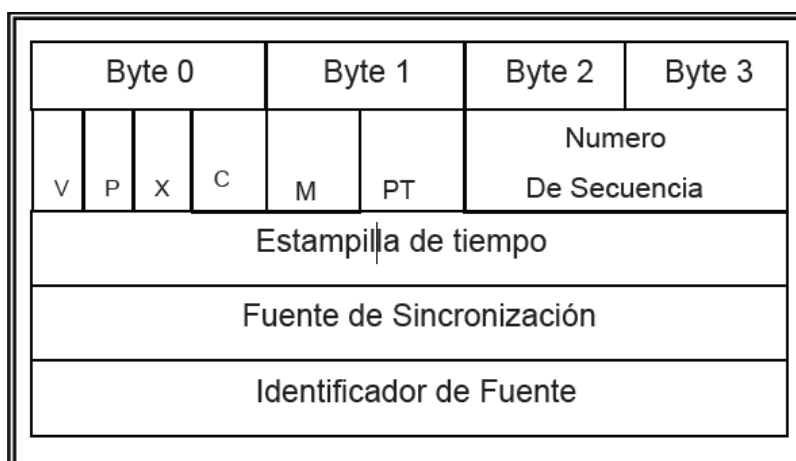 Byte 0 Byte 1 Byte 2 Byte 3
V P X C M PT Numero
De Secuencia
Estampilla de tiempo
Fuente de Sincronización
Identificador de Fuente